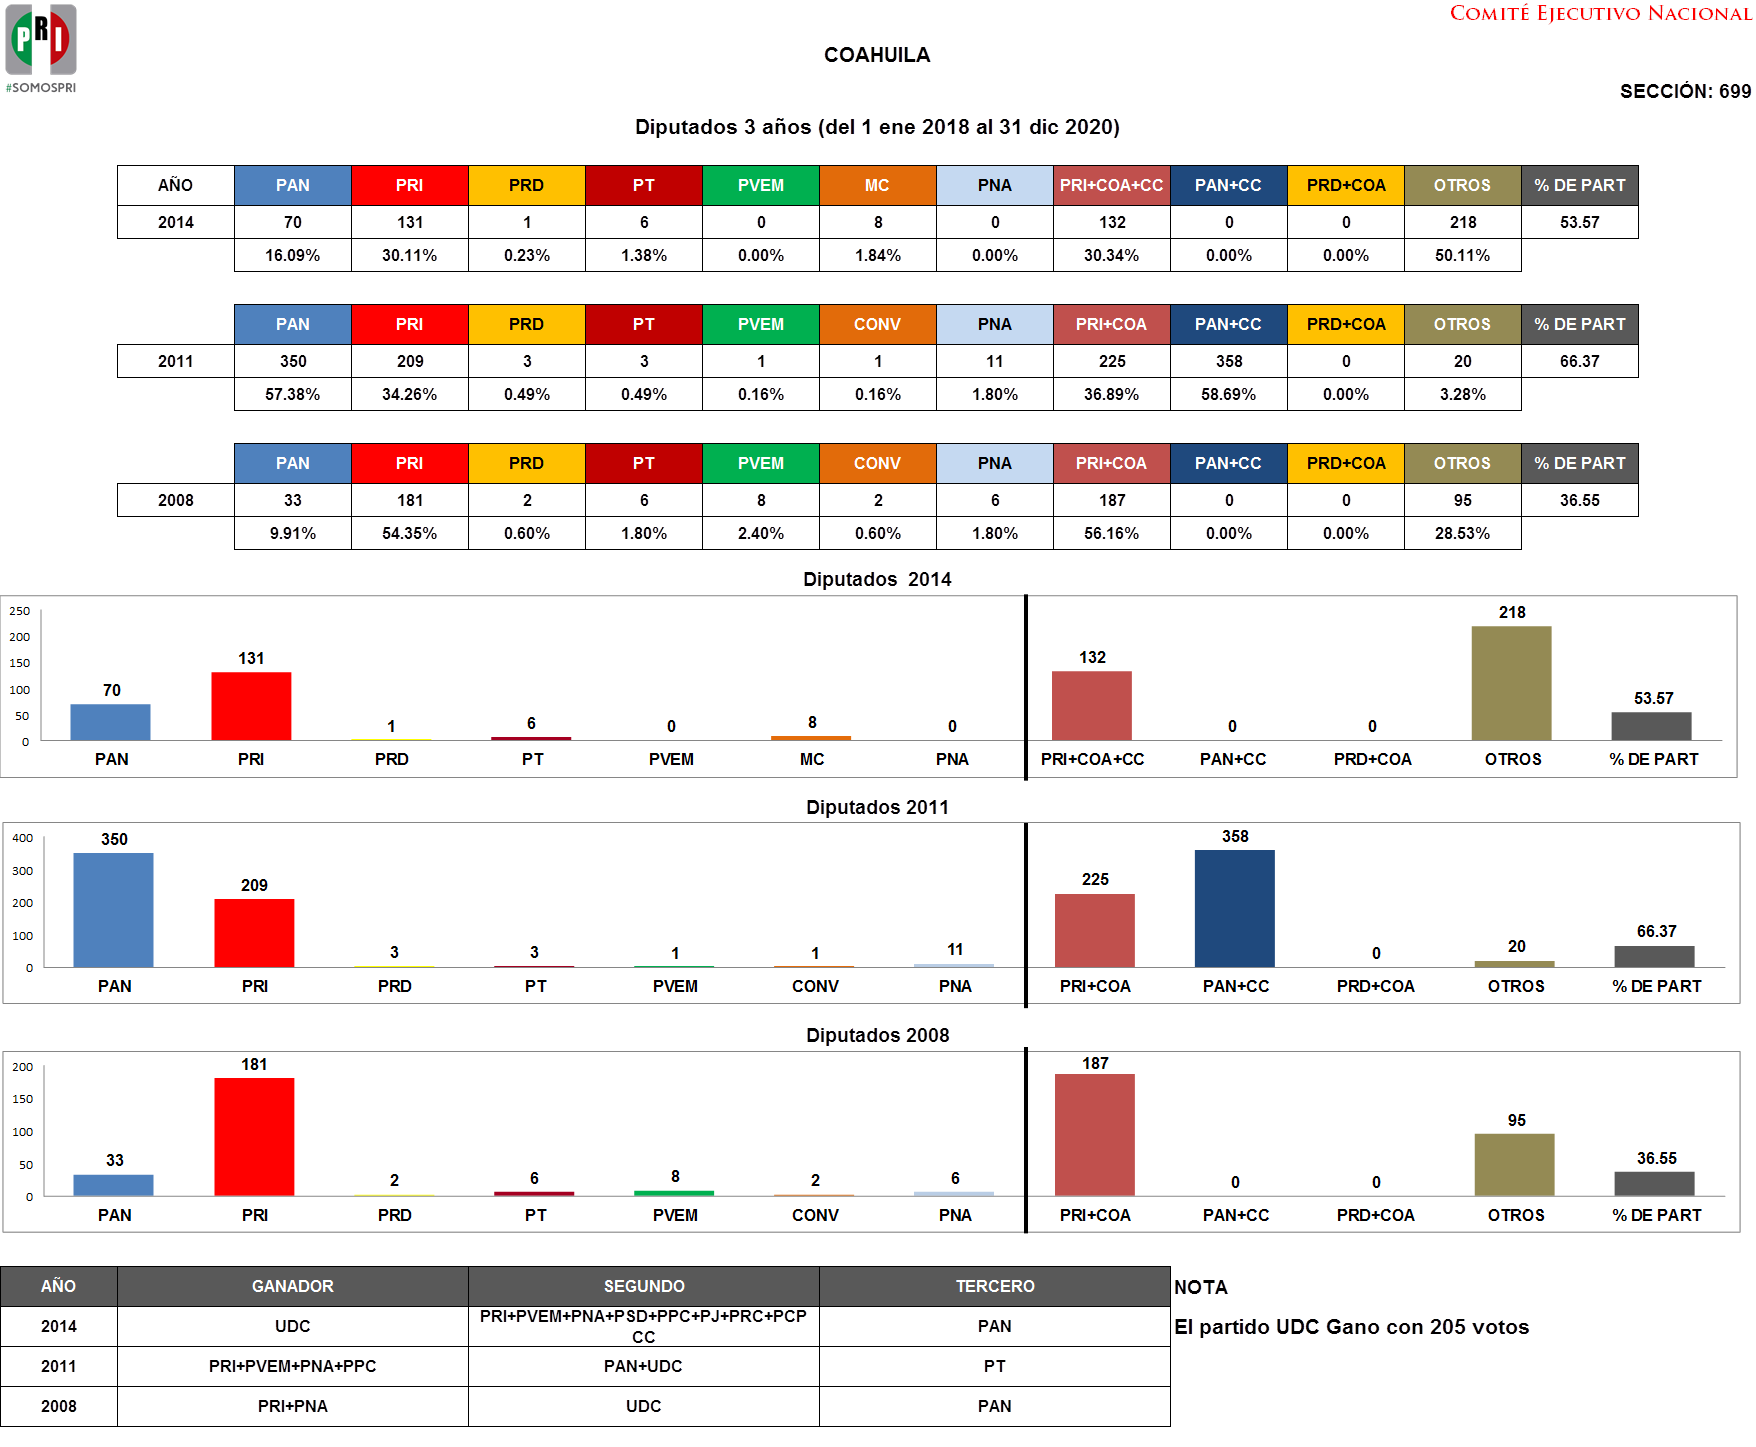 PRI
#SOMOSPRI
COMITÉ EJECUTIVO NACIONAL
COAHUILA
SECCIÓN: 699
Diputados 3 años (del 1 ene 2018 al 31 dic 2020)
AÑO PAN PRI PRD PT PVEM MC PNA PRI+COA+CC PAN+CC PRD+COA OTROS % DE PART
2014 70 131 1 6 0 8 0 132 0 0 218 53.57
16.09% 30.11% 0.23% 1.38% 0.00% 1.84% 0.00% 30.34% 0.00% 0.00% 50.11%
PAN PRI PRD PT PVEM CONV PNA PRI+COA PAN+CC PRD+COA OTROS % DE PART
2011 350 209 3 3 1 1 11 225 358 0 20 66.37
57.38% 34.26% 0.49% 0.49% 0.16% 0.16% 1.80% 36.89% 58.69% 0.00% 3.28%
PAN PRI PRD PT PVEM CONV PNA PRI+COA PAN+CC PRD+COA OTROS % DE PART
2008 33 181 2 6 8 2 6 187 0 0 95 36.55
9.91% 54.35% 0.60% 1.80% 2.40% 0.60% 1.80% 56.16% 0.00% 0.00% 28.53%
Diputados 2014
250
200
150
100
50
0
70 131 1 6 0 8 0 132 0 0 218 53.57
PAN PRI PRD PT PVEM MC PNA PRI+COA+CC PAN+CC PRD+COA OTROS % DE PART
Diputados 2011
400
300
200
100
0
350 209 3 3 1 1 11 225 358 0 20 66.37
PAN PRI PRD PT PVEM CONV PNA PRI+COA PAN+CC PRD+COA OTROS % DE PART
Diputados 2008
200
150
100
50
0
33 181 2 6 8 2 6 187 0 0 95 36.55
PAN PRI PRD PT PVEM CONV PNA PRI+COA PAN+CC PRD+COA OTROS % DE PART
AÑO GANADOR SEGUNDO TERCERO NOTA
2014 UDC PRI+PVEM+PNA+PSD+PPC+PJ+PRC+PCP
CC PAN El partido UDC Gano con 205 votos
2011 PRI+PVEM+PNA+PPC PAN+UDC PT
2008 PRI+PNA UDC PAN